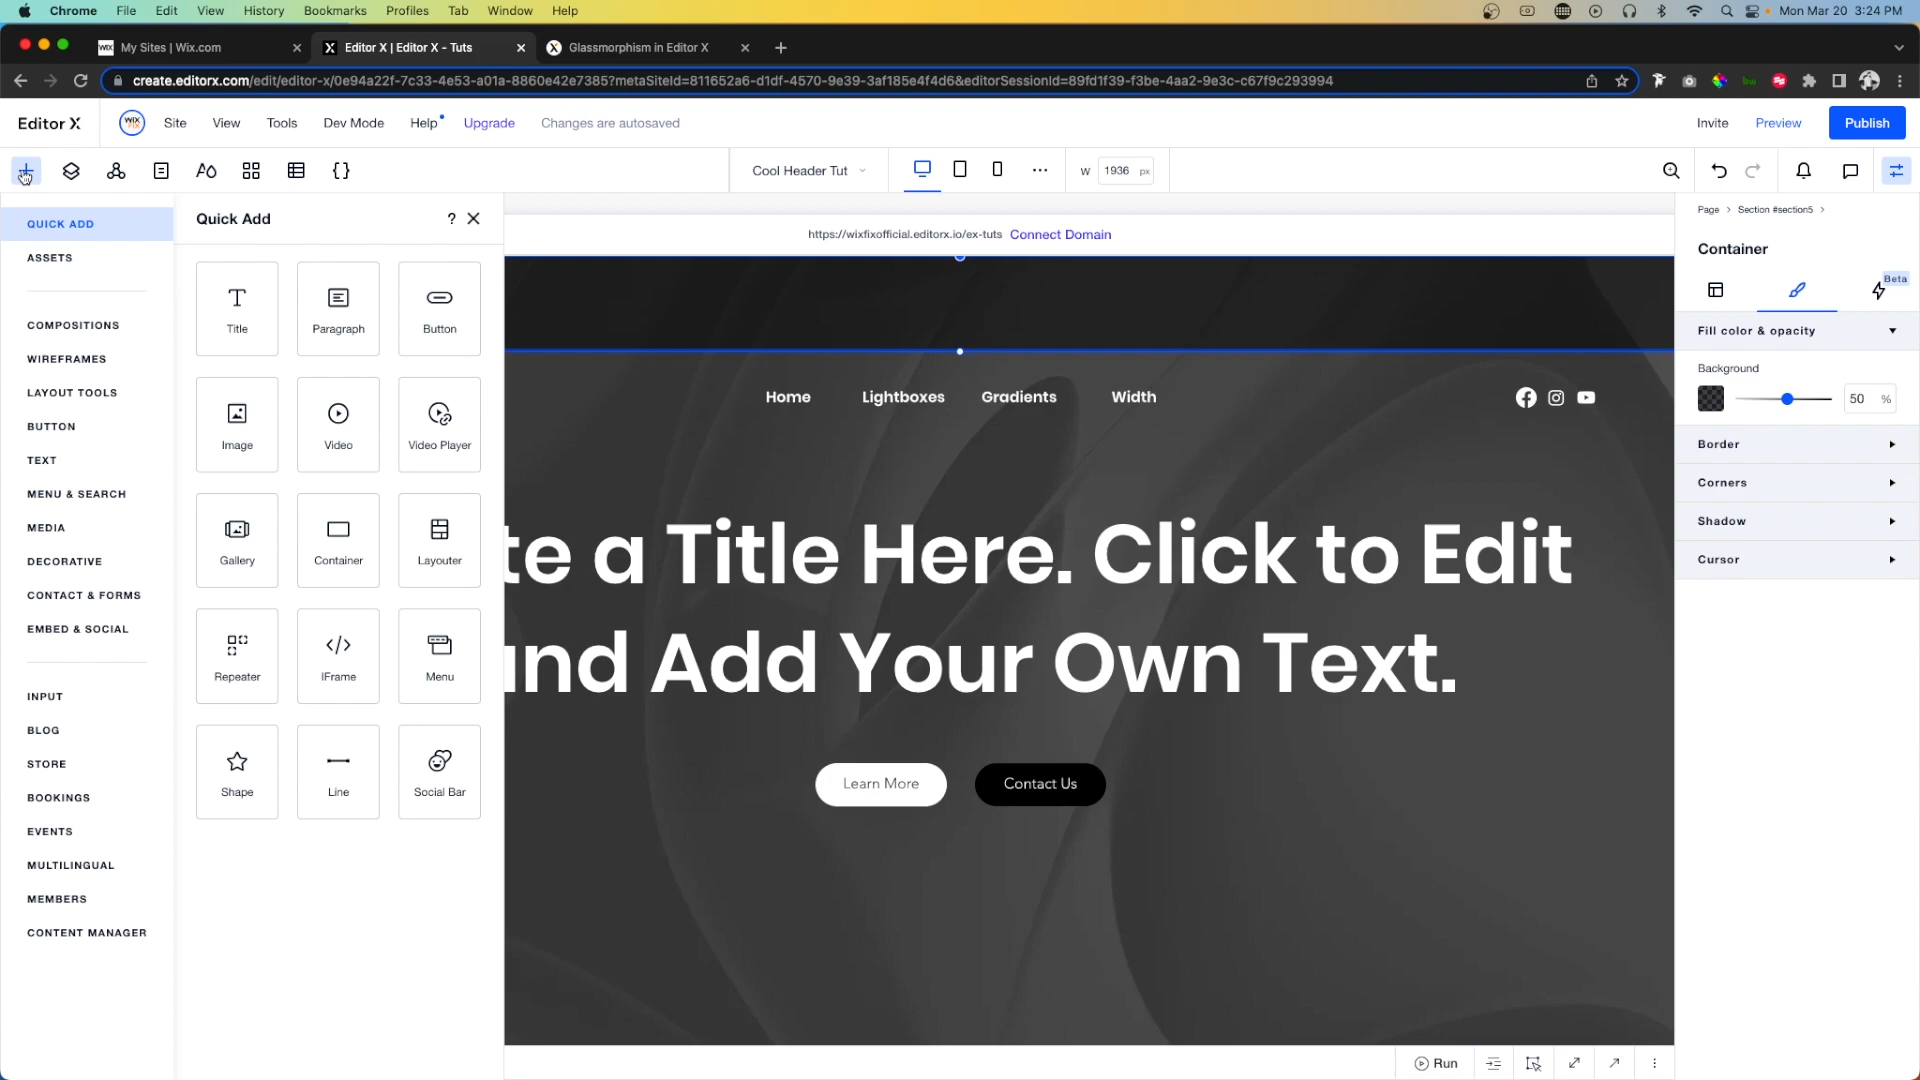 Chrome File Edit View History Bookmarks Profiles Tab Window Help Mon Mar 20 3:24 PM
My Sites | Wix.com
Editor X | Editor X - Tuts
Glassmorphism in Editor X
create.editorx.com/edit/editor-x/0e94a22f-7c33-4e53-a01a-8860e42e7385?metaSiteId=811652a6-d1df-4570-9e39-3af185e4f4d6&editorSessionId=89fd1f39-f3be-4aa2-9e3c-c67f9c293994
Editor X WIX FIX Site View Tools Dev Mode Help Upgrade Changes are autosaved Invite Preview Publish
Cool Header Tut W 1936 px
QUICK ADD
ASSETS
COMPOSITIONS
WIREFRAMES
LAYOUT TOOLS
BUTTON
TEXT
MENU & SEARCH
MEDIA
DECORATIVE
CONTACT & FORMS
EMBED & SOCIAL
INPUT
BLOG
STORE
BOOKINGS
EVENTS
MULTILINGUAL
MEMBERS
CONTENT MANAGER
Quick Add ?
Title Paragraph Button
Image Video Video Player
Gallery Container Layouter
Repeater IFrame Menu
Shape Line Social Bar
https://wixfixofficial.editorx.io/ex-tuts Connect Domain
Home Lightboxes Gradients Width
te a Title Here. Click to Edit
and Add Your Own Text.
Learn More Contact Us
Run
Page > Section #section5 >
Container
Beta
Fill color & opacity
Background
50 %
Border
Corners
Shadow
Cursor